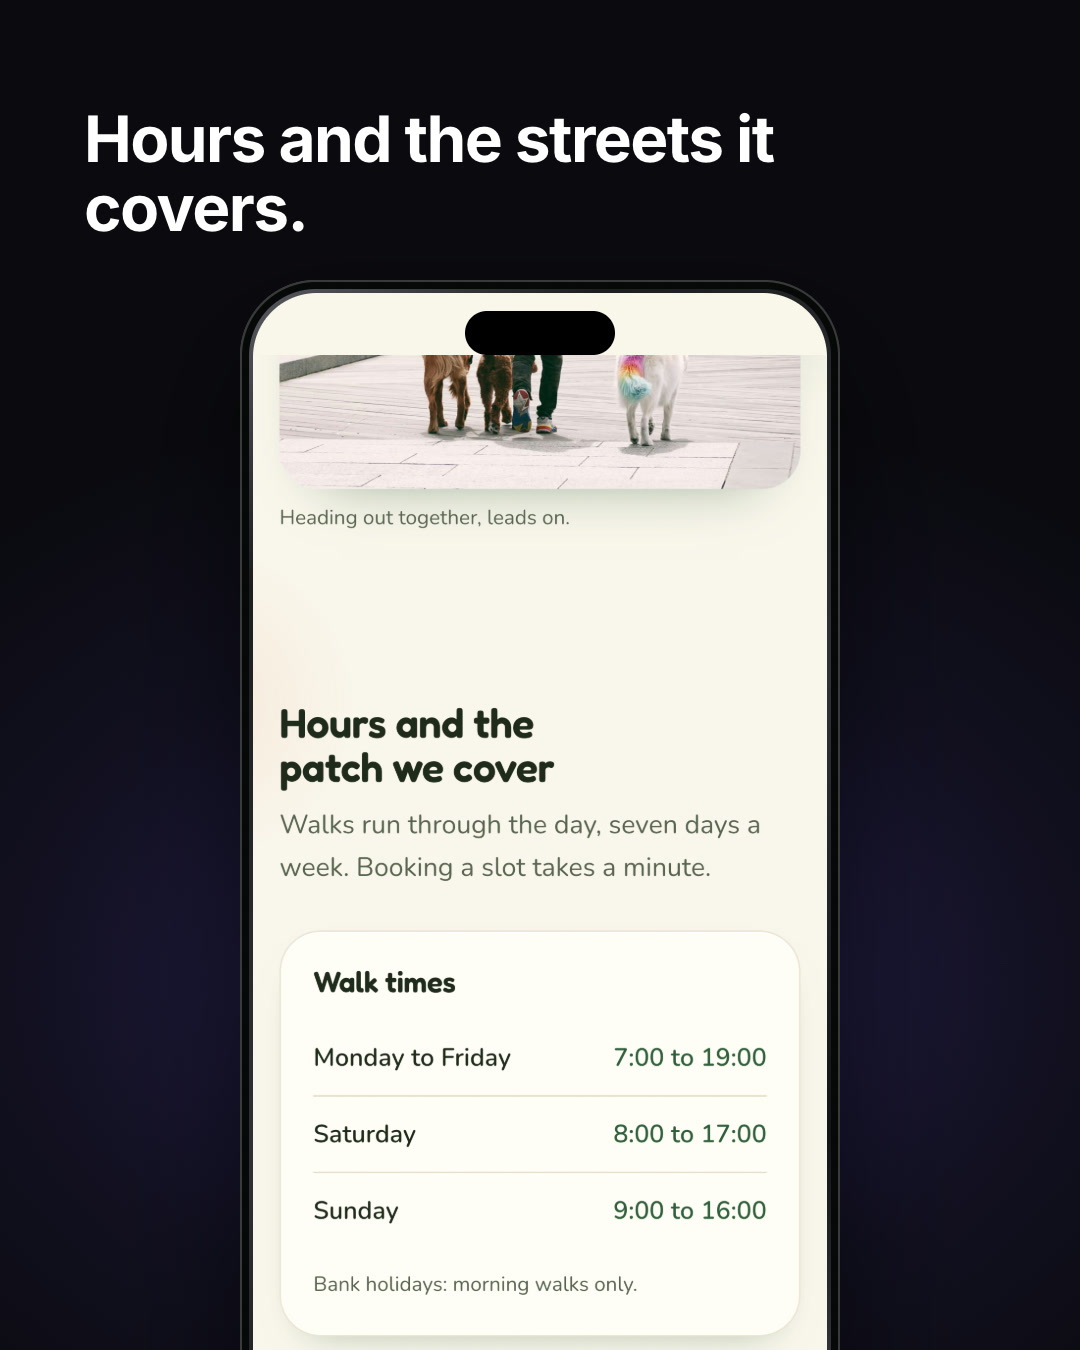 Hours and the streets it
covers.
Heading out together, leads on.
Hours and the
patch we cover
Walks run through the day, seven days a
week. Booking a slot takes a minute.
Walk times
Monday to Friday 7:00 to 19:00
Saturday 8:00 to 17:00
Sunday 9:00 to 16:00
Bank holidays: morning walks only.